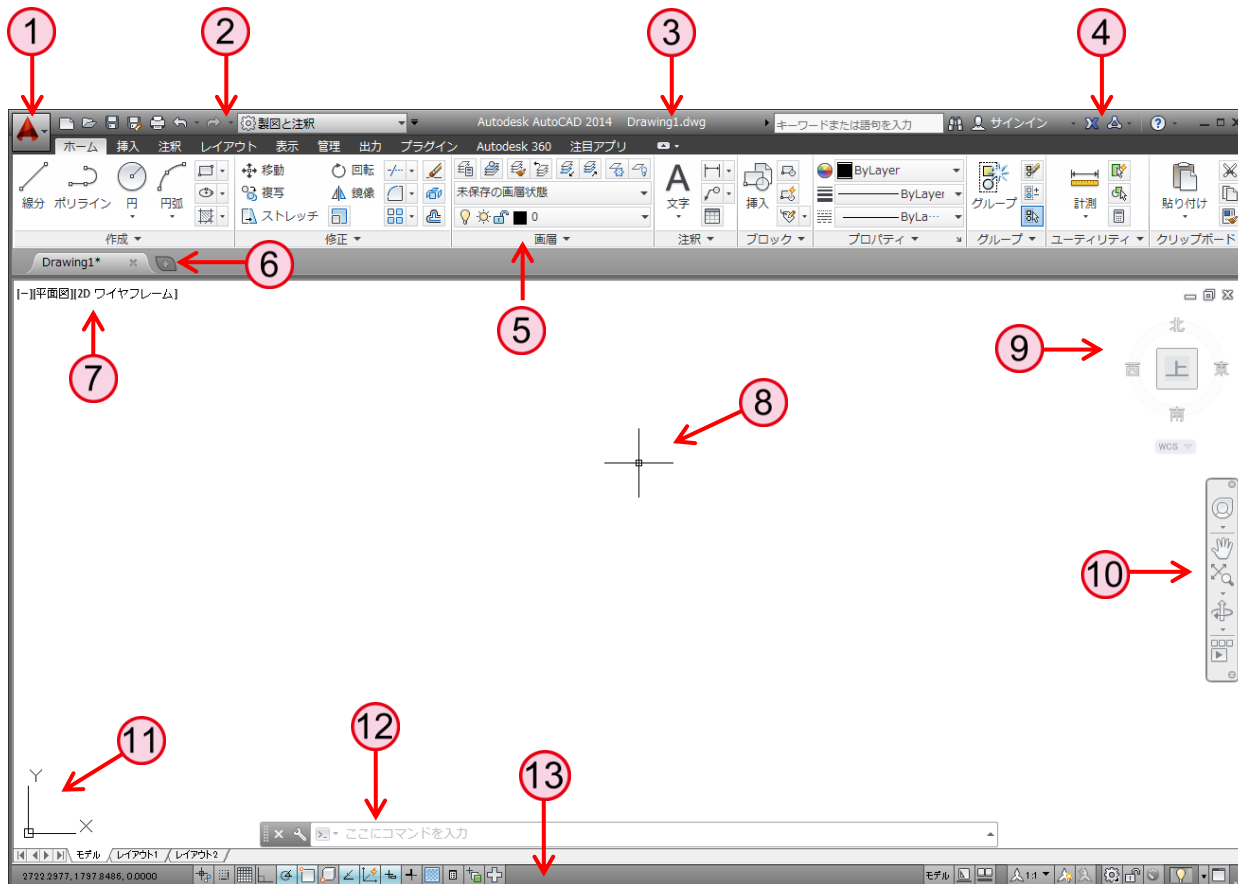 1 2 3 4
製図と注釈 Autodesk AutoCAD 2014 Drawing1.dwg キーワードまたは語句を入力 サインイン
ホーム 挿入 注釈 レイアウト 表示 管理 出力 プラグイン Autodesk 360 注目アプリ
移動 回転 ByLayer
未保存の画層状態 ByLayer
線分 ポリライン 円 円弧 複写 鏡像 文字 挿入 グループ 計測 貼り付け
ストレッチ 0 ByLa…
作成 修正 画層 注釈 ブロック プロパティ グループ ユーティリティ クリップボード
Drawing1* 6
[-][平面図][2D ワイヤフレーム]
5
7
8
9
北
西 上 東
南
WCS
10
11
12
13
Y
X
ここにコマンドを入力
モデル レイアウト1 レイアウト2
2722.2977, 1797.8486, 0.0000 モデル 1:1